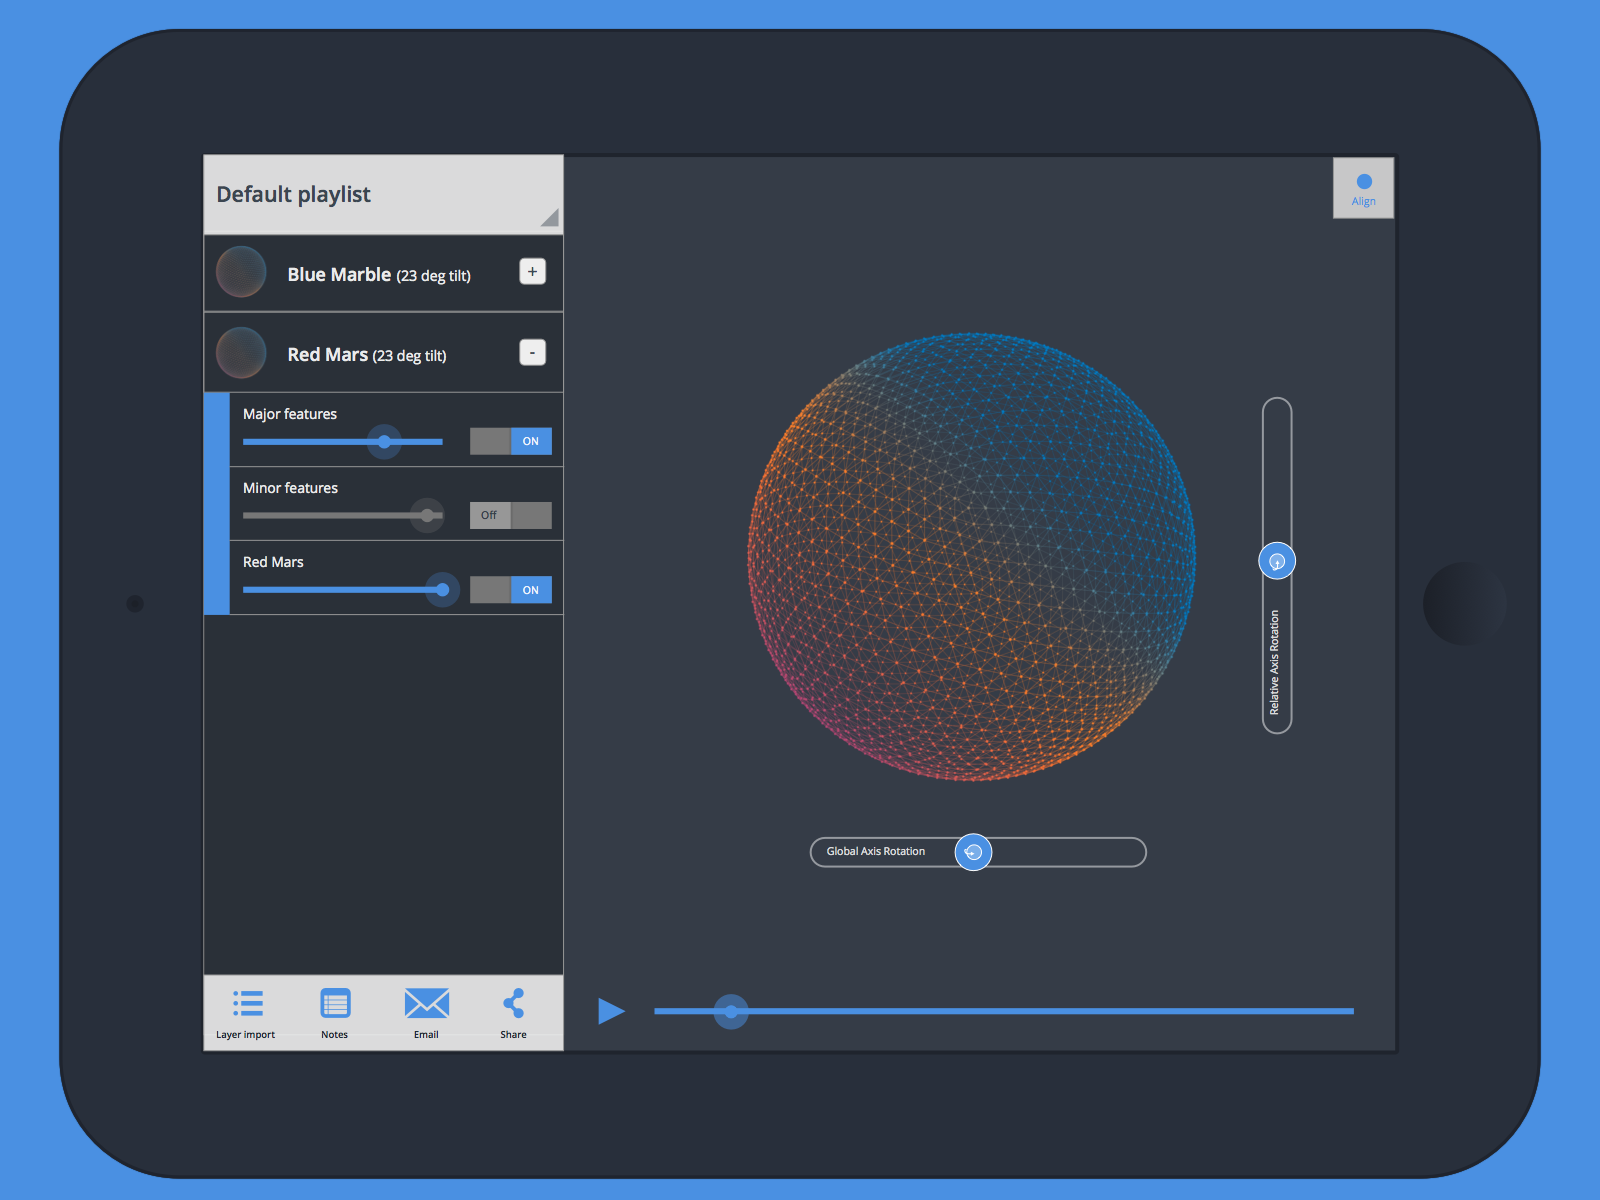 Default playlist
Align
Blue Marble (23 deg tilt)
+
Red Mars (23 deg tilt)
-
Major features
ON
Minor features
Off
Red Mars
ON
Relative Axis Rotation
Global Axis Rotation
Layer import
Notes
Email
Share